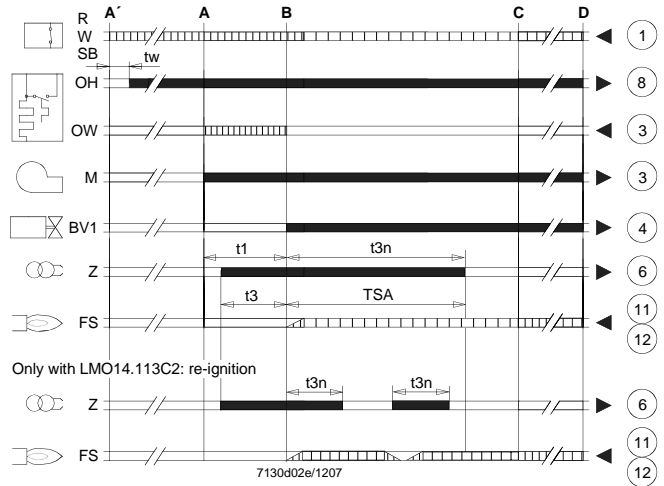 R A´ A B C D
W 1
SB
tw
OH 8
OW 3
M 3
BV1 4
t1 t3n
Z 6
t3 TSA
FS 11
12
Only with LMO14.113C2: re-ignition
t3n t3n
Z 6
FS 11
12
7130d02e/1207